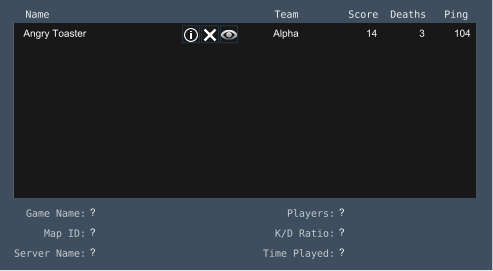 Name Team Score Deaths Ping
Angry Toaster Alpha 14 3 104
Game Name: ? Players: ?
Map ID: ? K/D Ratio: ?
Server Name: ? Time Played: ?